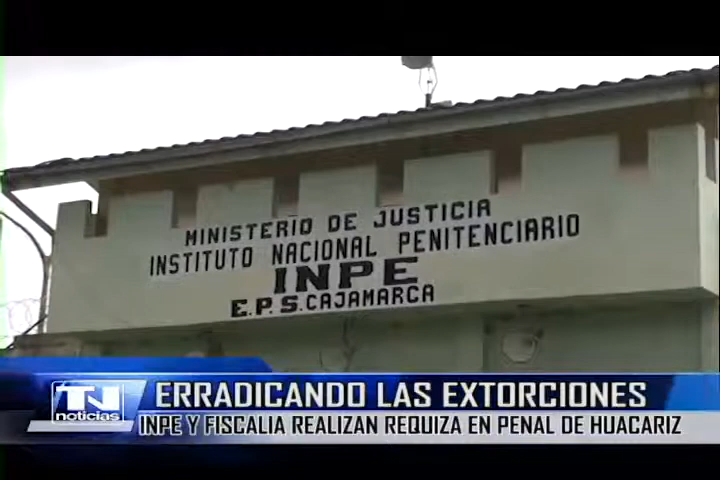 MINISTERIO DE JUSTICIA
INSTITUTO NACIONAL PENITENCIARIO
INPE
E.P.S. CAJAMARCA
TN noticias
ERRADICANDO LAS EXTORCIONES
INPE Y FISCALIA REALIZAN REQUIZA EN PENAL DE HUACARIZ